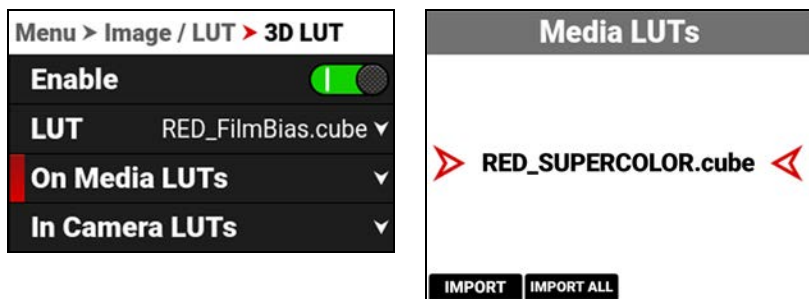 Menu > Image / LUT > 3D LUT
Enable
LUT RED_FilmBias.cube
On Media LUTs
In Camera LUTs
Media LUTs
RED_SUPERCOLOR.cube
IMPORT IMPORT ALL